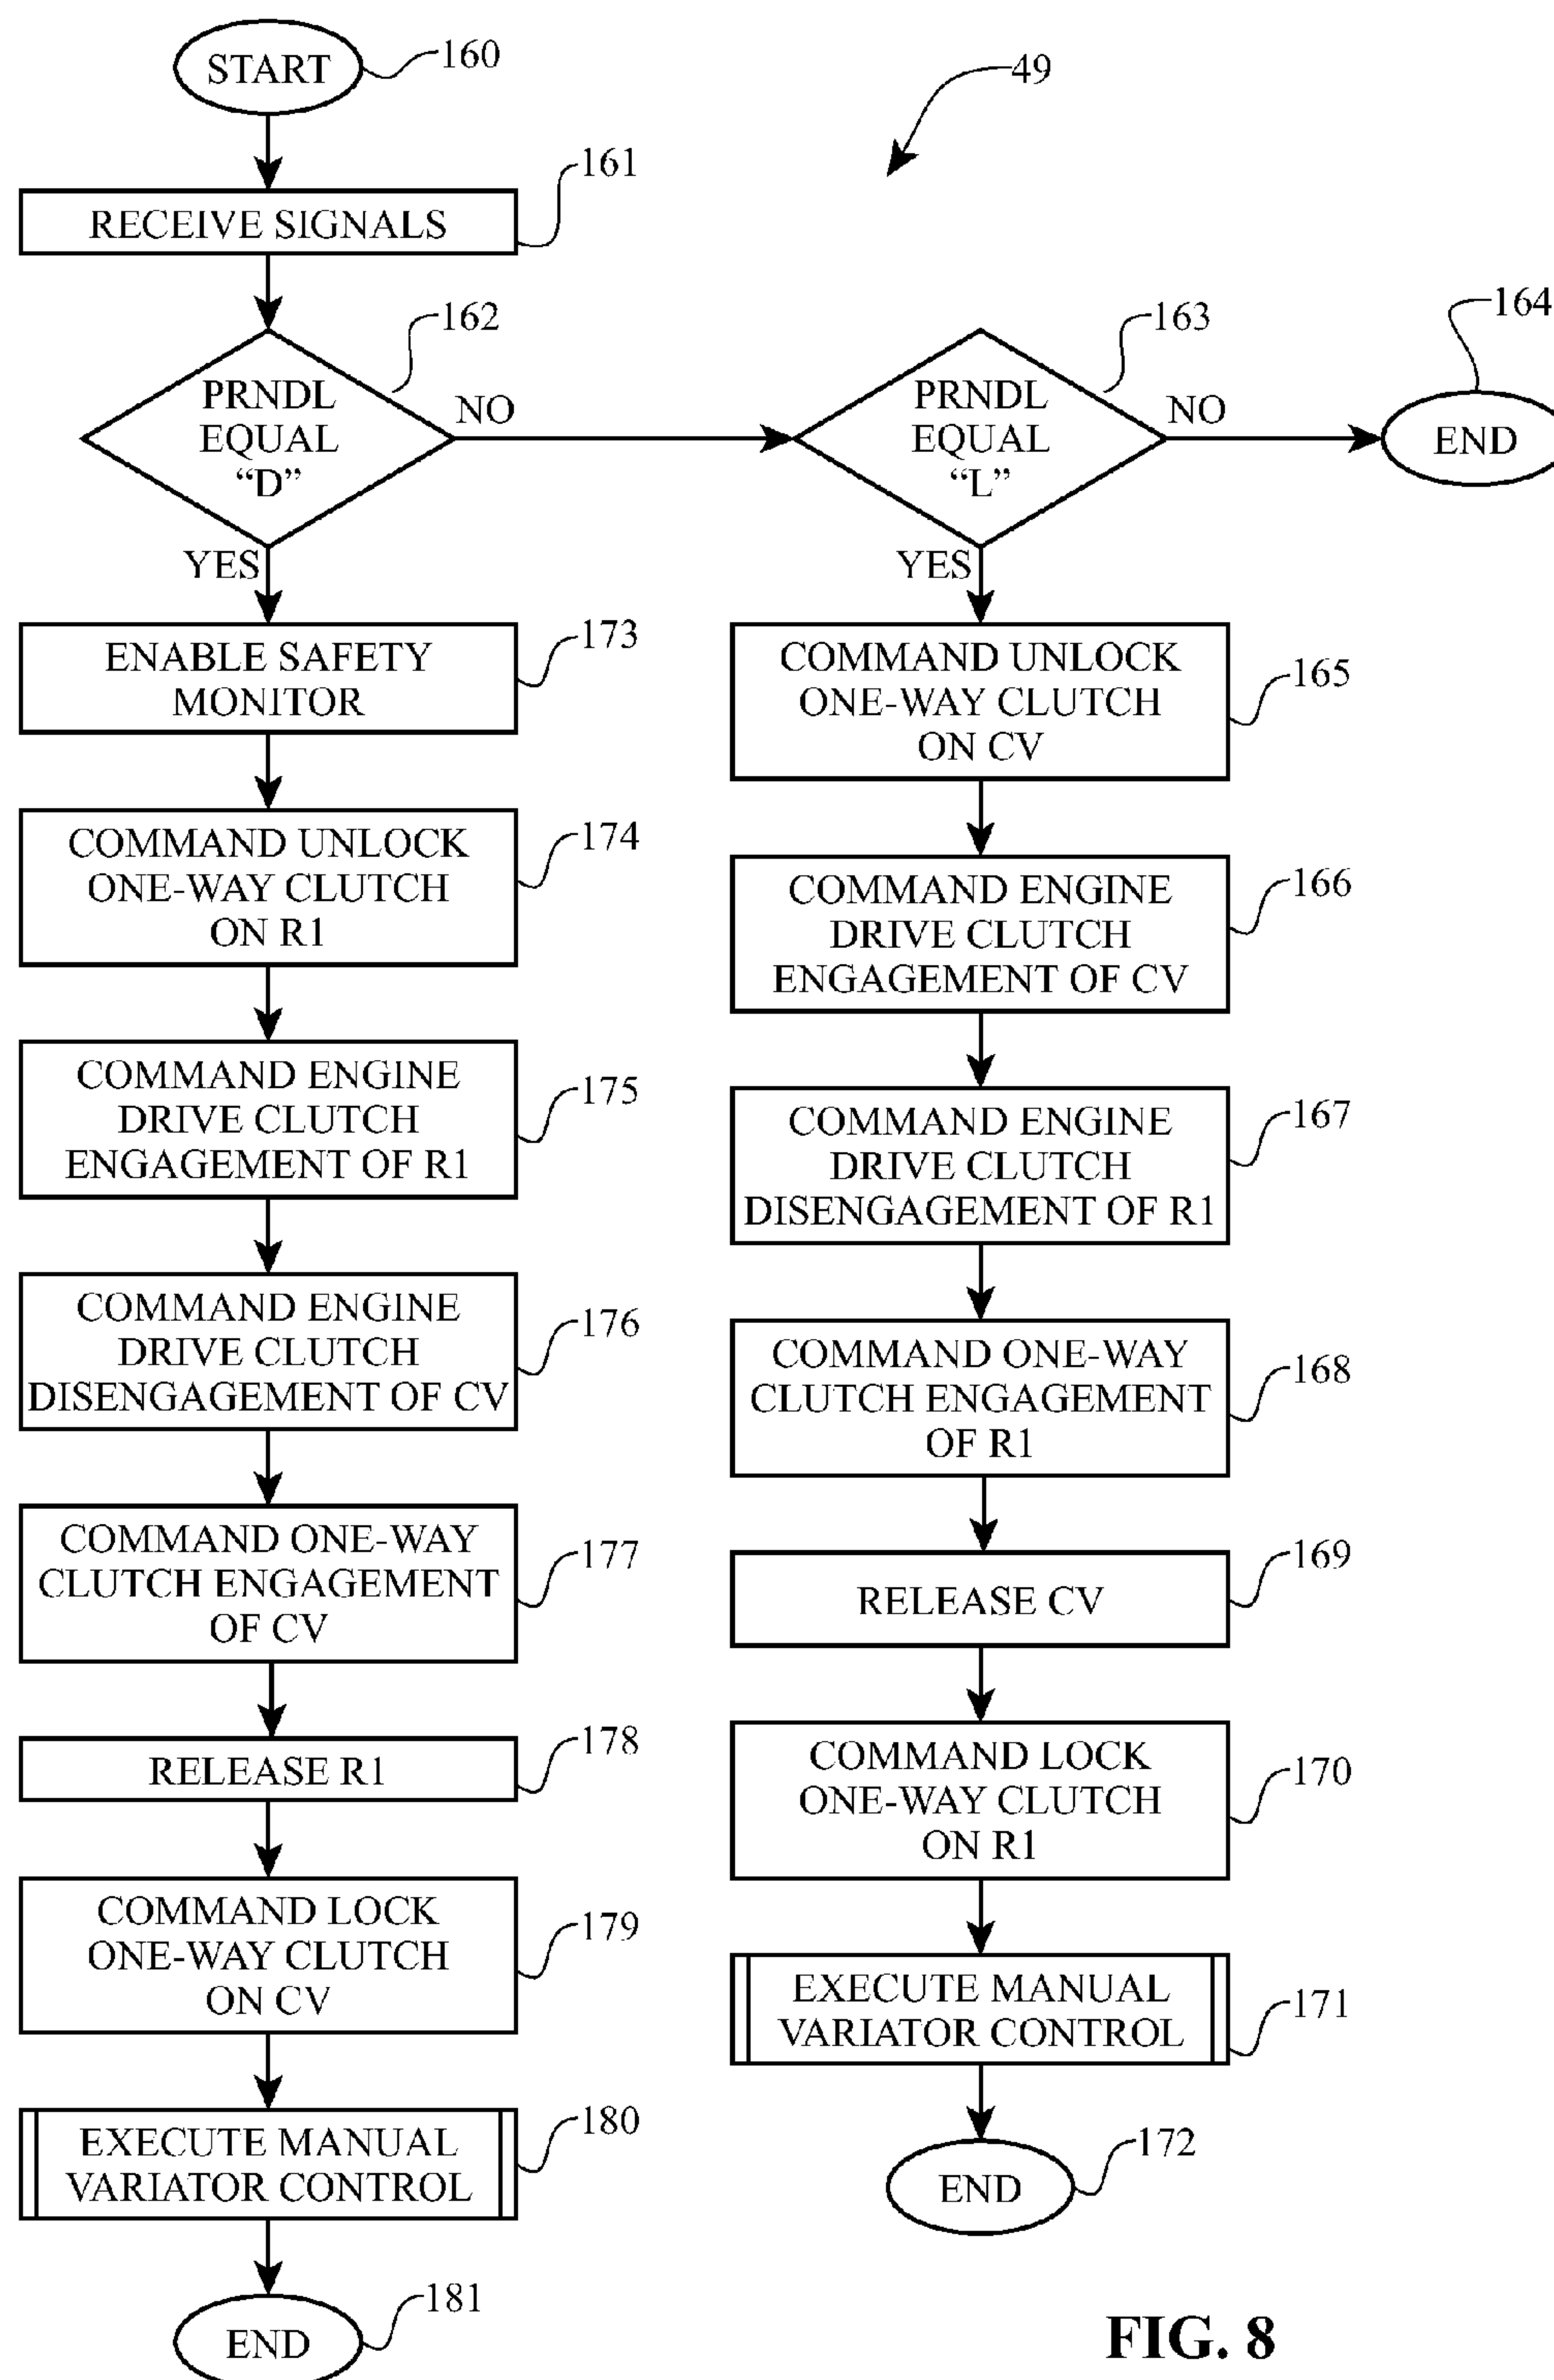 START
160
49
RECEIVE SIGNALS
161
PRNDL
EQUAL
“D”
162
NO
YES
PRNDL
EQUAL
“L”
163
NO
YES
END
164
ENABLE SAFETY
MONITOR
173
COMMAND UNLOCK
ONE-WAY CLUTCH
ON R1
174
COMMAND ENGINE
DRIVE CLUTCH
ENGAGEMENT OF R1
175
COMMAND ENGINE
DRIVE CLUTCH
DISENGAGEMENT OF CV
176
COMMAND ONE-WAY
CLUTCH ENGAGEMENT
OF CV
177
RELEASE R1
178
COMMAND LOCK
ONE-WAY CLUTCH
ON CV
179
EXECUTE MANUAL
VARIATOR CONTROL
180
END
181
COMMAND UNLOCK
ONE-WAY CLUTCH
ON CV
165
COMMAND ENGINE
DRIVE CLUTCH
ENGAGEMENT OF CV
166
COMMAND ENGINE
DRIVE CLUTCH
DISENGAGEMENT OF R1
167
COMMAND ONE-WAY
CLUTCH ENGAGEMENT
OF R1
168
RELEASE CV
169
COMMAND LOCK
ONE-WAY CLUTCH
ON R1
170
EXECUTE MANUAL
VARIATOR CONTROL
171
END
172
FIG. 8